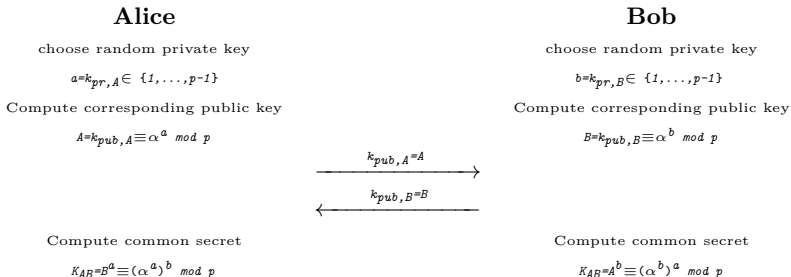 Alice Bob
choose random private key choose random private key
a=k_{pr,A}∈ {1,...,p-1} b=k_{pr,B}∈ {1,...,p-1}
Compute corresponding public key Compute corresponding public key
A=k_{pub,A}≡α^a mod p B=k_{pub,B}≡α^b mod p
k_{pub,A}=A
k_{pub,B}=B
Compute common secret Compute common secret
K_{AB}=B^a≡(α^a)^b mod p K_{AB}=A^b≡(α^b)^a mod p